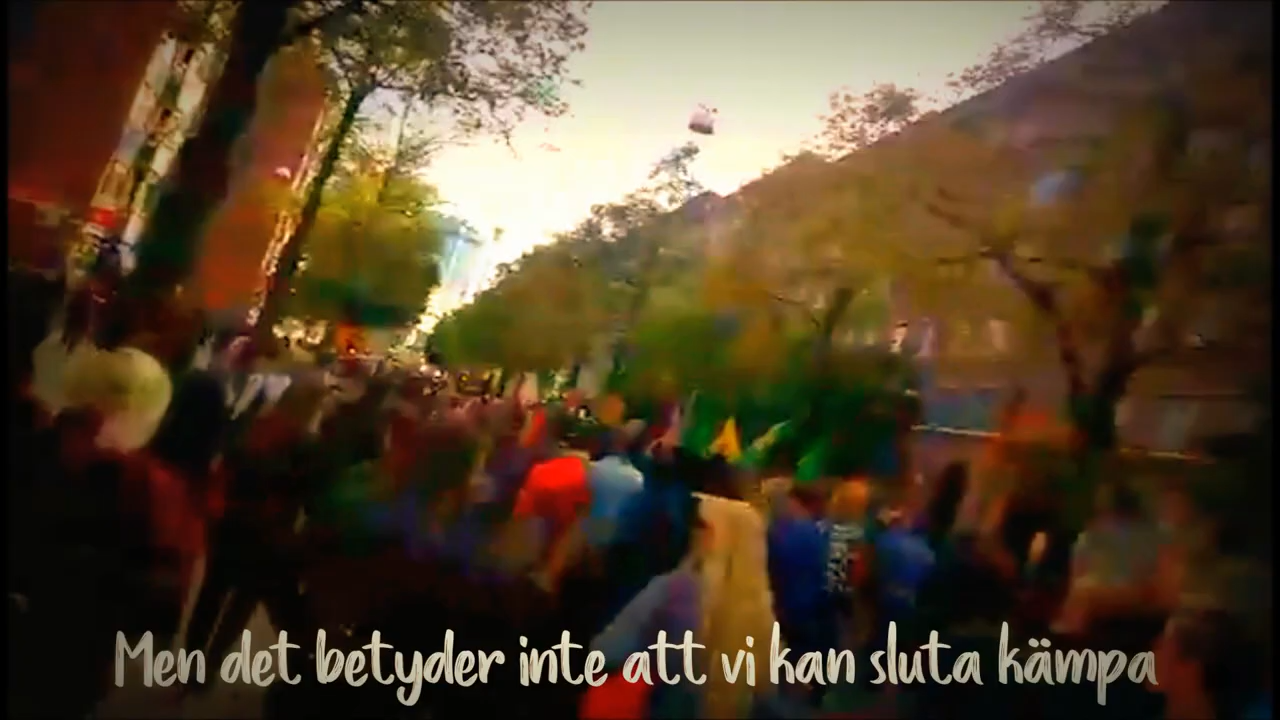 Men det betyder inte att vi kan sluta kämpa